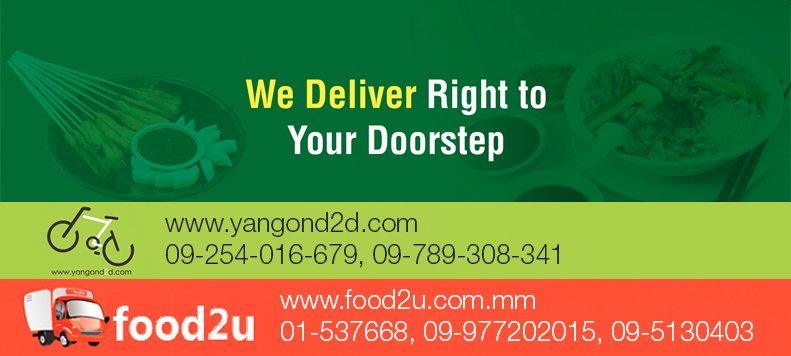 We Deliver Right to
Your Doorstep
www.yangond2d.com
09-254-016-679, 09-789-308-341
www.yangond2d.com
food2u
www.food2u.com.mm
01-537668, 09-977202015, 09-5130403